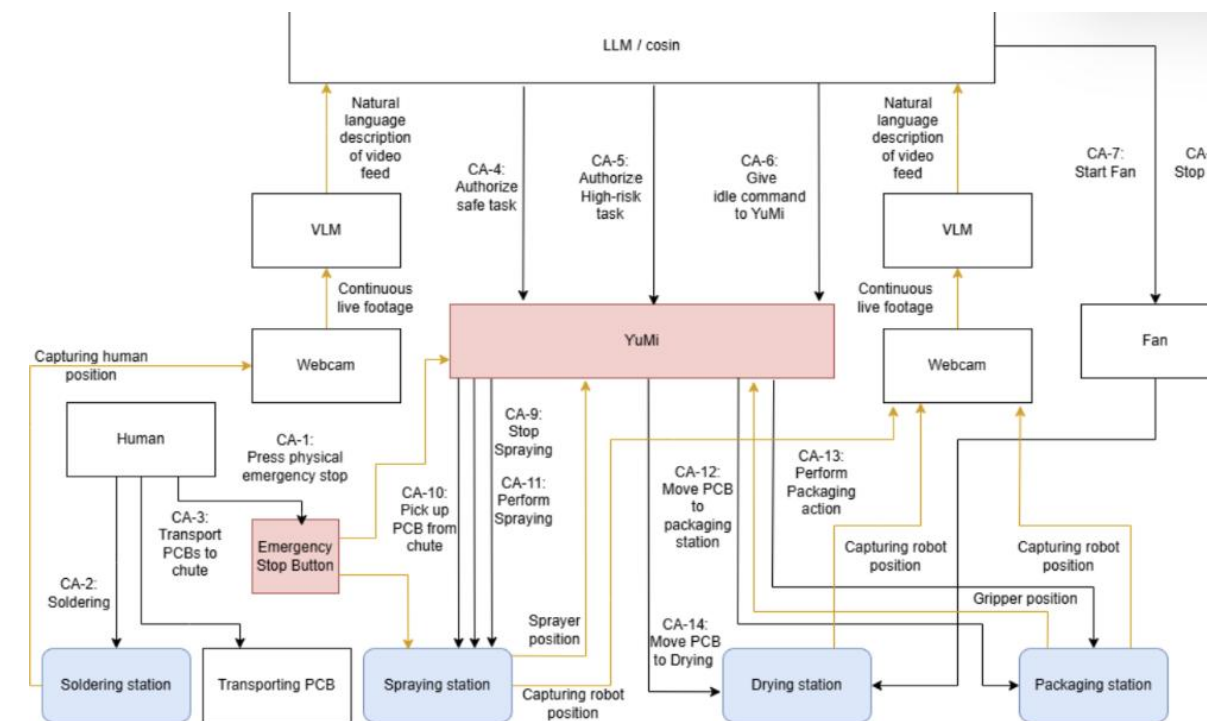 LLM / cosin
Natural
language
description
of video
feed
CA-4:
Authorize
safe task
CA-5:
Authorize
High-risk
task
CA-6:
Give
idle command
to YuMi
Natural
language
description
of video
feed
CA-7:
Start Fan
CA-
Stop
VLM
VLM
Continuous
live footage
Continuous
live footage
Capturing human
position
Webcam
YuMi
Webcam
Fan
Human
CA-1:
Press physical
emergency stop
CA-9:
Stop
Spraying
CA-10:
Pick up
PCB from
chute
CA-11:
Perform
Spraying
CA-12:
Move PCB
to
packaging
station
CA-13:
Perform
Packaging
action
CA-3:
Transport
PCBs to
chute
Emergency
Stop Button
CA-2:
Soldering
Capturing robot
position
Capturing robot
position
Gripper position
Sprayer
position
CA-14:
Move PCB
to Drying
Soldering station
Transporting PCB
Spraying station
Capturing robot
position
Drying station
Packaging station